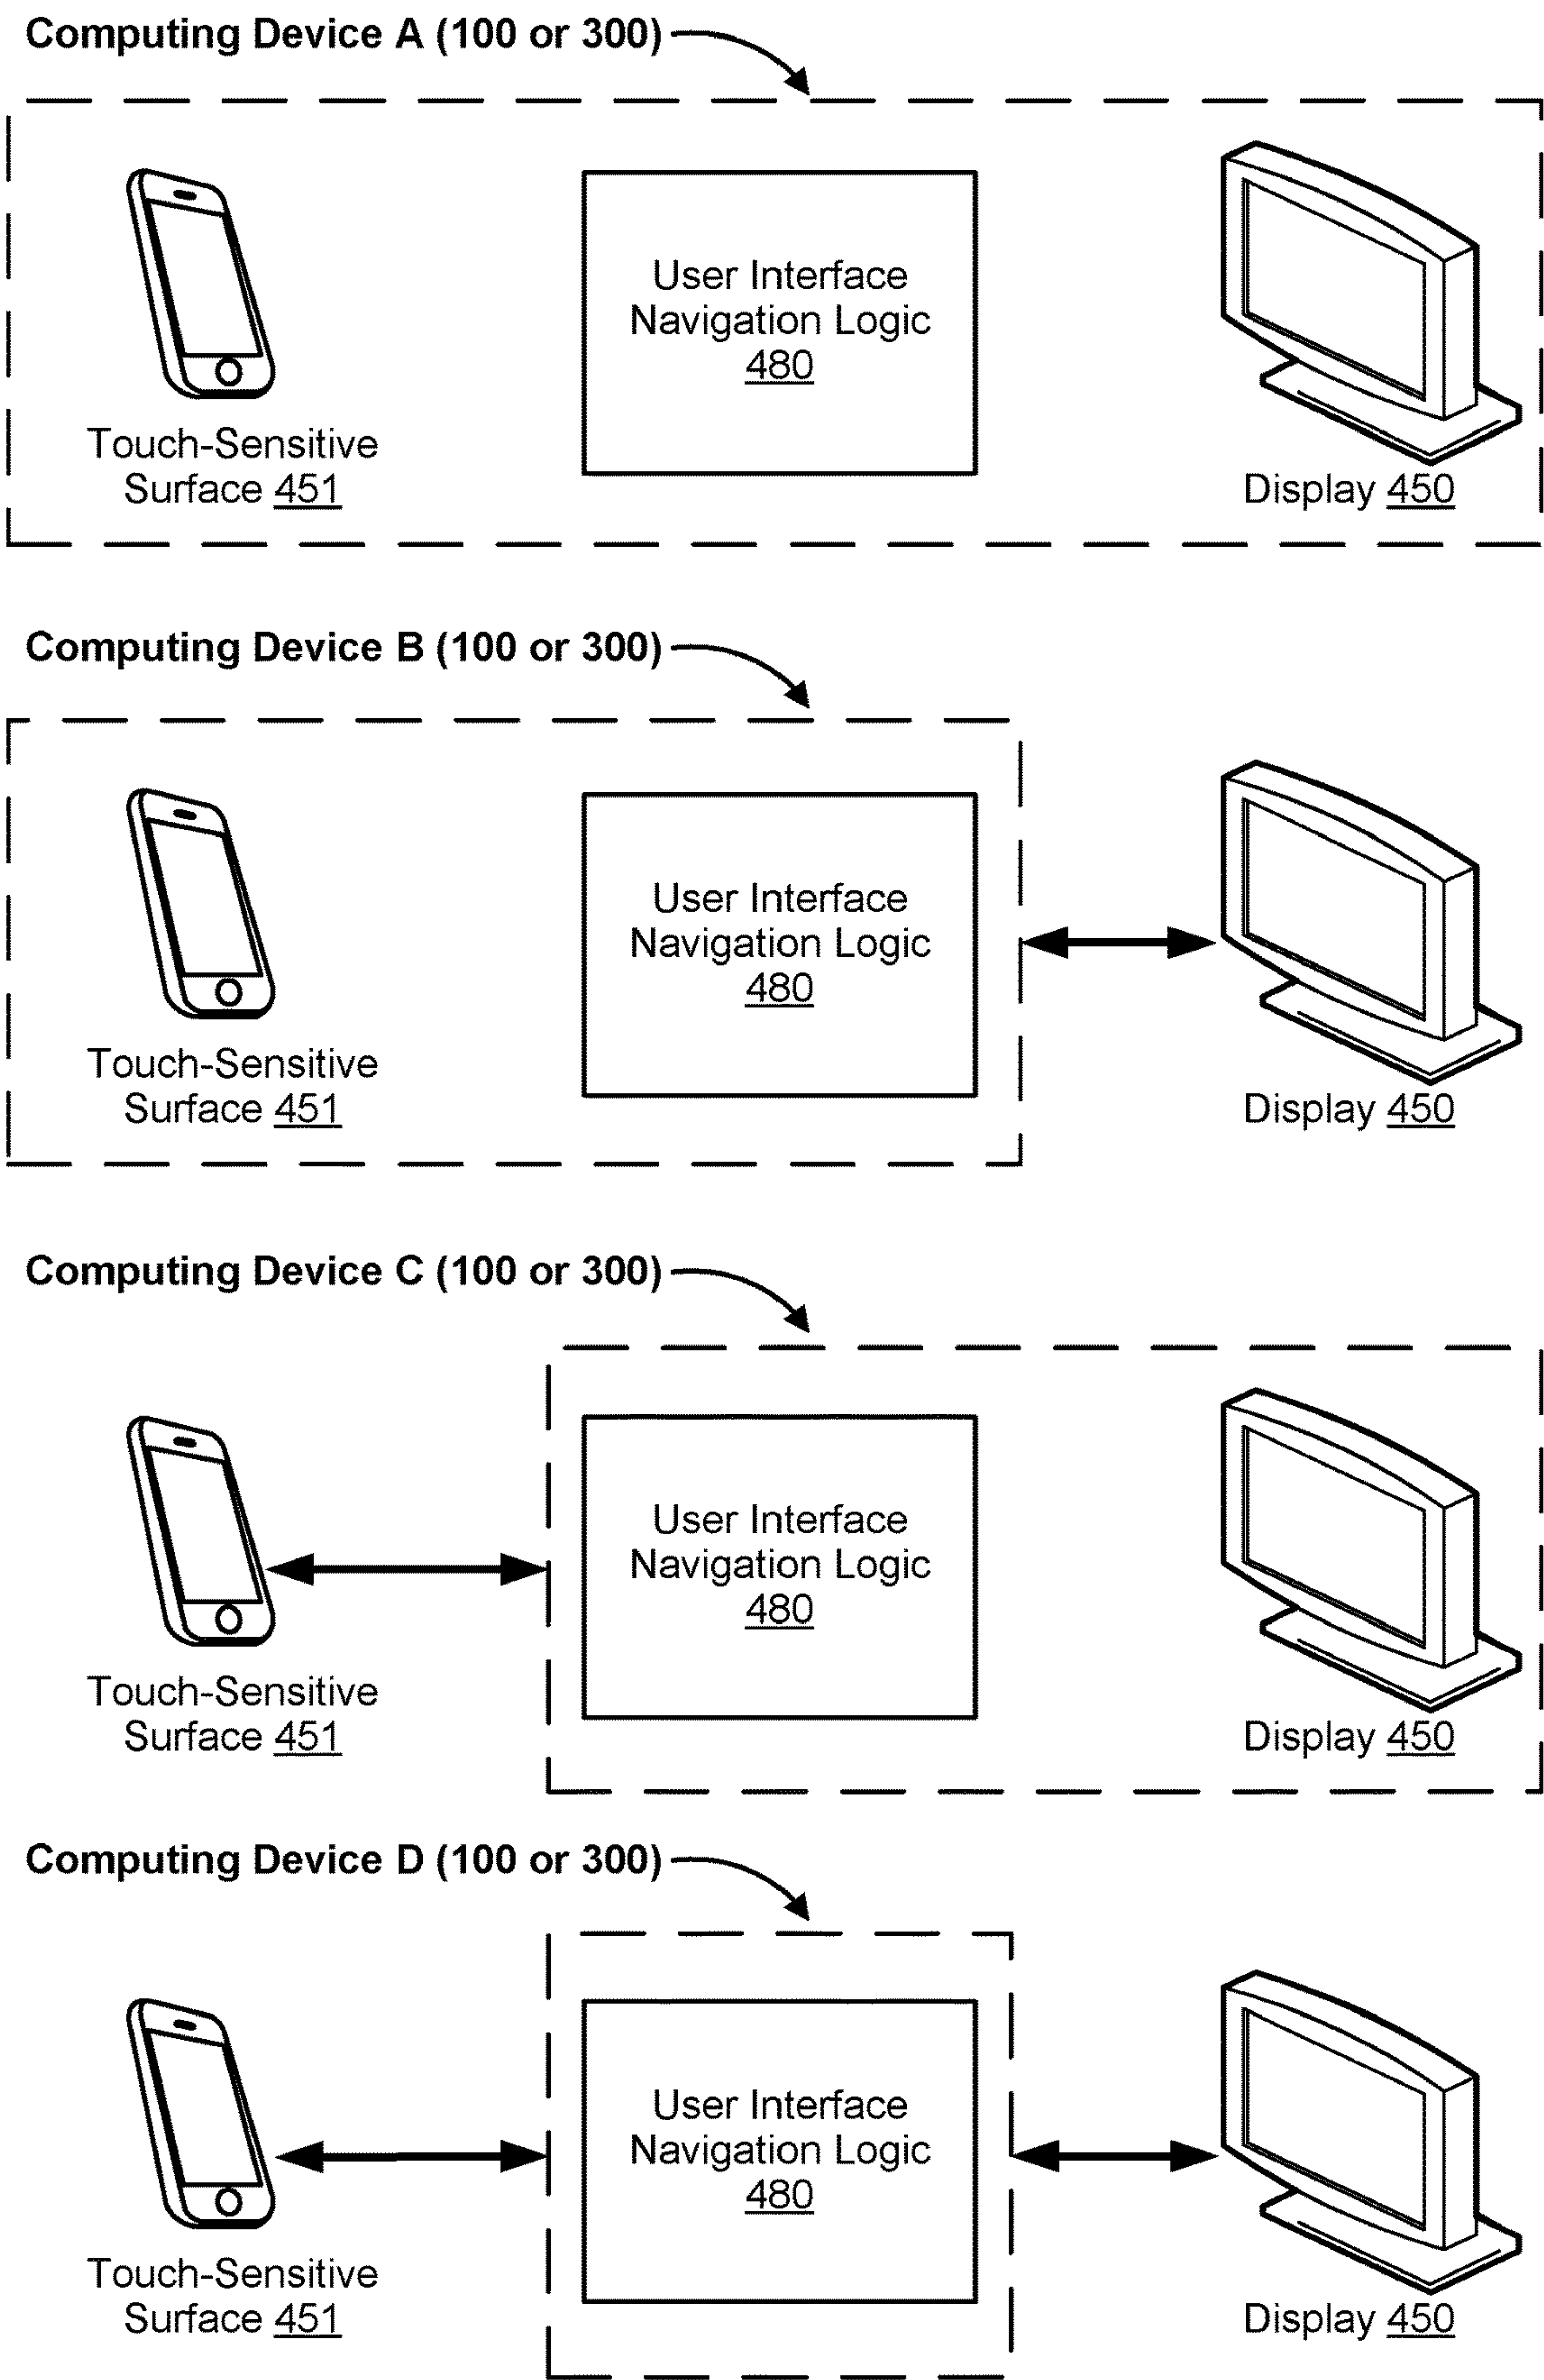 Computing Device A (100 or 300)
User Interface
Navigation Logic
480
Touch-Sensitive
Surface 451
Display 450
Computing Device B (100 or 300)
User Interface
Navigation Logic
480
Touch-Sensitive
Surface 451
Display 450
Computing Device C (100 or 300)
User Interface
Navigation Logic
480
Touch-Sensitive
Surface 451
Display 450
Computing Device D (100 or 300)
User Interface
Navigation Logic
480
Touch-Sensitive
Surface 451
Display 450